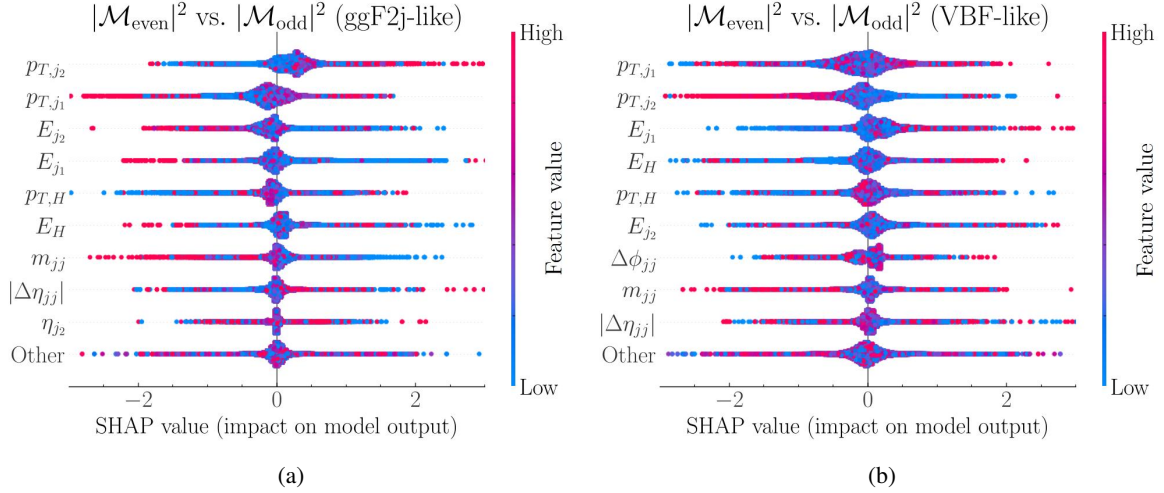 |M_even|² vs. |M_odd|² (ggF2j-like)
High
p_{T,j_2}
p_{T,j_1}
E_{j_2}
E_{j_1}
p_{T,H}
E_H
m_{jj}
|Δη_{jj}|
η_{j_2}
Other
Feature value
Low
−2 0 2
SHAP value (impact on model output)
(a)
|M_even|² vs. |M_odd|² (VBF-like)
High
p_{T,j_1}
p_{T,j_2}
E_{j_1}
E_H
p_{T,H}
E_{j_2}
Δϕ_{jj}
m_{jj}
|Δη_{jj}|
Other
Feature value
Low
−2 0 2
SHAP value (impact on model output)
(b)